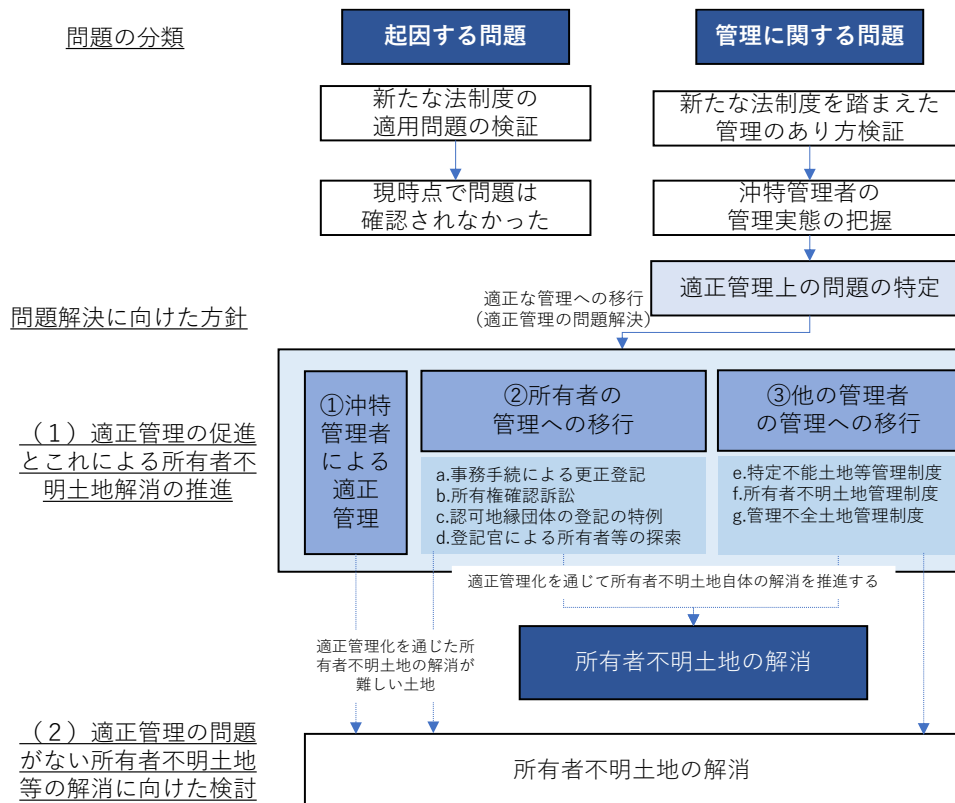 問題の分類
起因する問題
管理に関する問題
新たな法制度の
適用問題の検証
新たな法制度を踏まえた
管理のあり方検証
現時点で問題は
確認されなかった
沖特管理者の
管理実態の把握
適正管理上の問題の特定
適正な管理への移行
（適正管理の問題解決）
問題解決に向けた方針
（１）適正管理の促進
とこれによる所有者不
明土地解消の推進
①沖特
管理者
による
適正
管理
②所有者の
管理への移行
a.事務手続による更正登記
b.所有権確認訴訟
c.認可地縁団体の登記の特例
d.登記官による所有者等の探索
③他の管理者
の管理への移行
e.特定不能土地等管理制度
f.所有者不明土地管理制度
g.管理不全土地管理制度
適正管理化を通じて所有者不明土地自体の解消を推進する
適正管理化を通じた所
有者不明土地の解消が
難しい土地
所有者不明土地の解消
（２）適正管理の問題
がない所有者不明土地
等の解消に向けた検討
所有者不明土地の解消